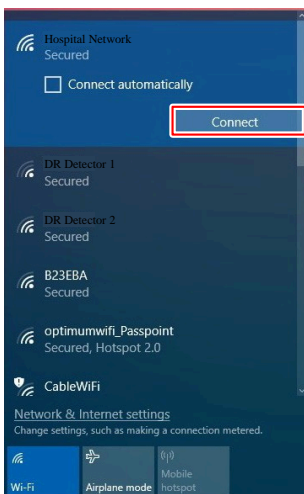 Hospital Network
Secured
Connect automatically
Connect
DR Detector 1
Secured
DR Detector 2
Secured
B23EBA
Secured
optimumwifi_Passpoint
Secured, Hotspot 2.0
CableWiFi
Network & Internet settings
Change settings, such as making a connection metered.
Wi-Fi
Airplane mode
Mobile
hotspot